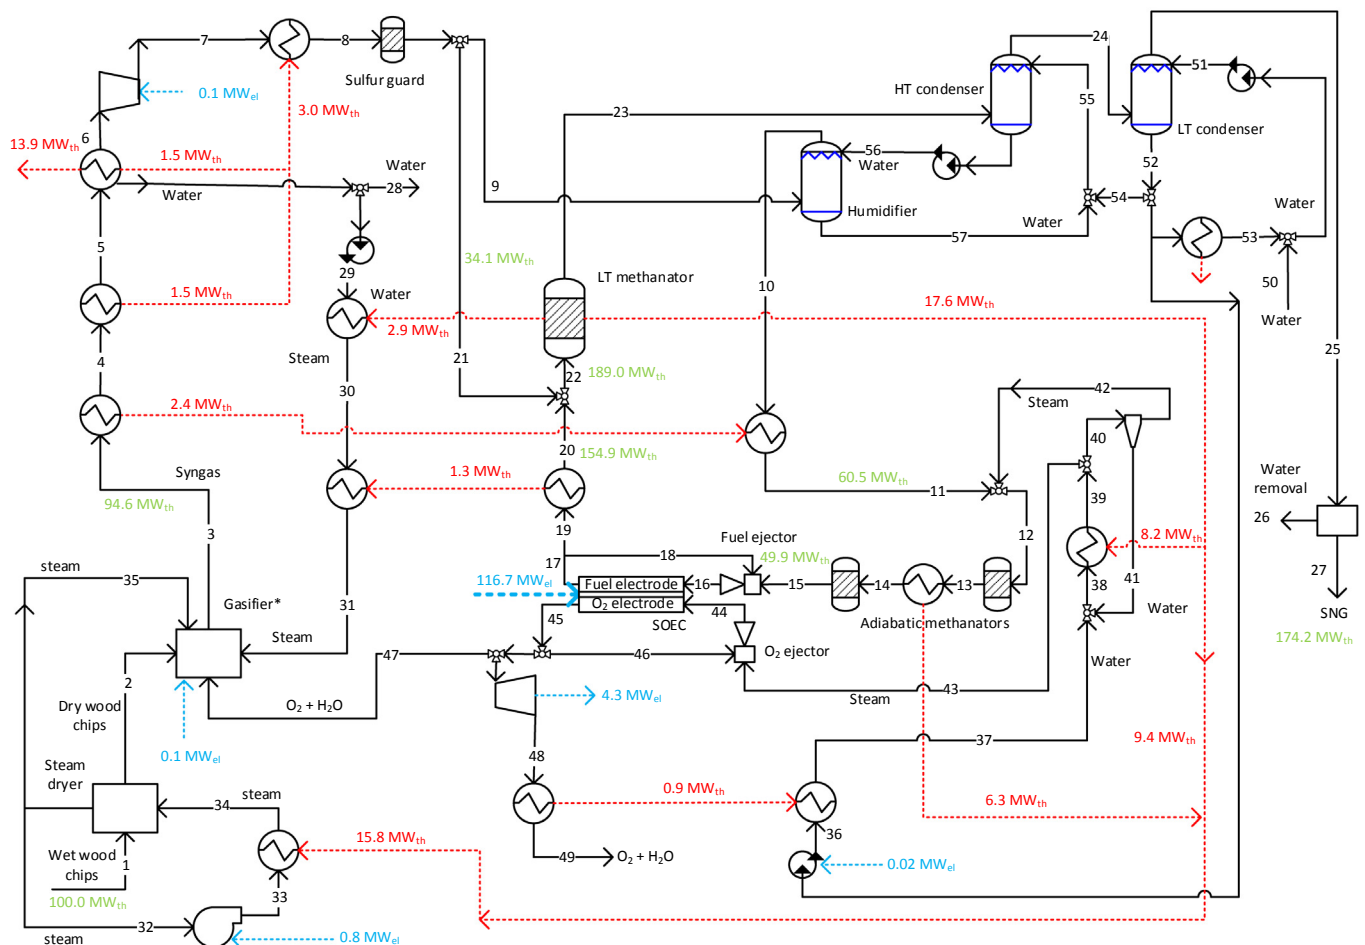 7
8
Sulfur guard
0.1 MWel
3.0 MWth
6
13.9 MWth
1.5 MWth
Water
Water
28
9
5
29
Water
34.1 MWth
1.5 MWth
2.9 MWth
Steam
4
30
21
2.4 MWth
Syngas
94.6 MWth
3
1.3 MWth
31
23
LT methanator
17.6 MWth
22
189.0 MWth
20
154.9 MWth
19
HT condenser
24
55
51
LT condenser
56
Water
52
Humidifier
54
Water
57
Water
53
50
Water
10
25
42
Steam
40
60.5 MWth
11
39
12
Water
removal
26
27
SNG
174.2 MWth
8.2 MWth
41
38
Water
Water
Fuel ejector
18
17
49.9 MWth
116.7 MWel
Fuel electrode
O2 electrode
16
15
14
13
Adiabatic methanators
44
45
SOEC
O2 ejector
46
47
43
Steam
steam
35
Gasifier*
Steam
2
Dry wood
chips
O2 + H2O
0.1 MWel
4.3 MWel
37
9.4 MWth
48
Steam
dryer
34
steam
0.9 MWth
6.3 MWth
36
Wet wood
chips
1
100.0 MWth
15.8 MWth
49
O2 + H2O
0.02 MWel
33
32
steam
0.8 MWel